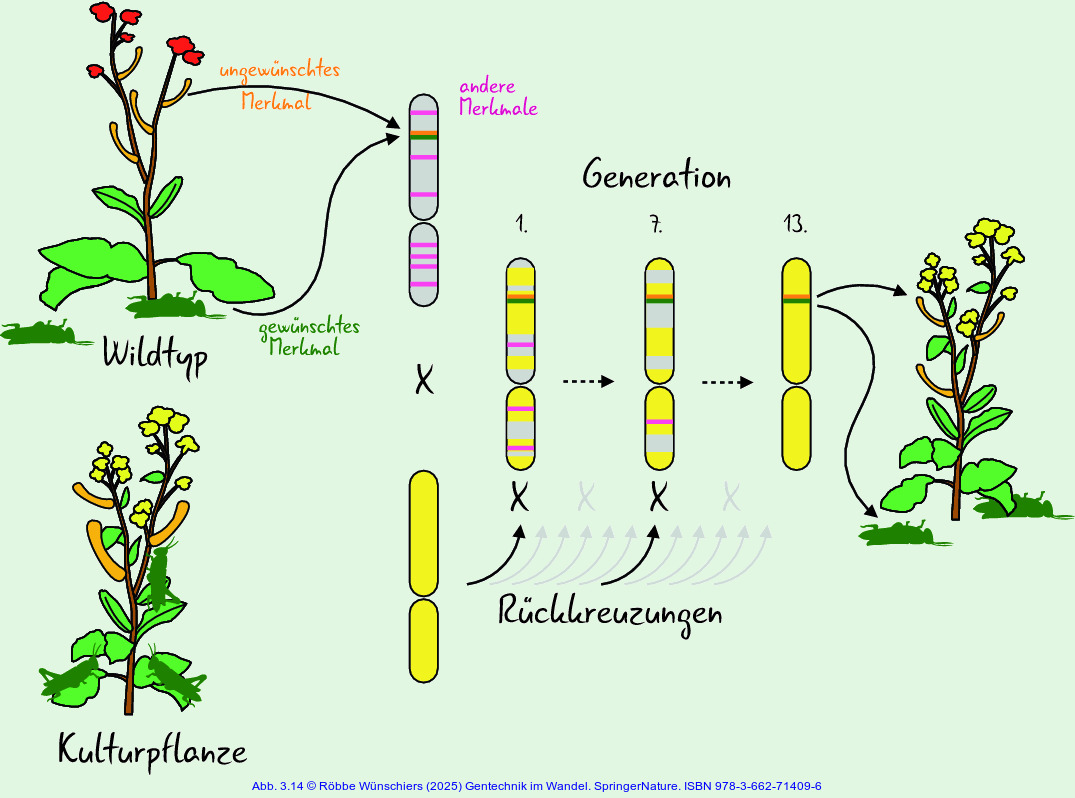 ungewünschtes
Merkmal
andere
Merkmale
Generation
1.
7.
13.
gewünschtes
Merkmal
Wildtyp
X
X
X
X
X
Rückkreuzungen
Kulturpflanze
Abb. 3.14 © Röbbe Wünschiers (2025) Gentechnik im Wandel. SpringerNature. ISBN 978-3-662-71409-6